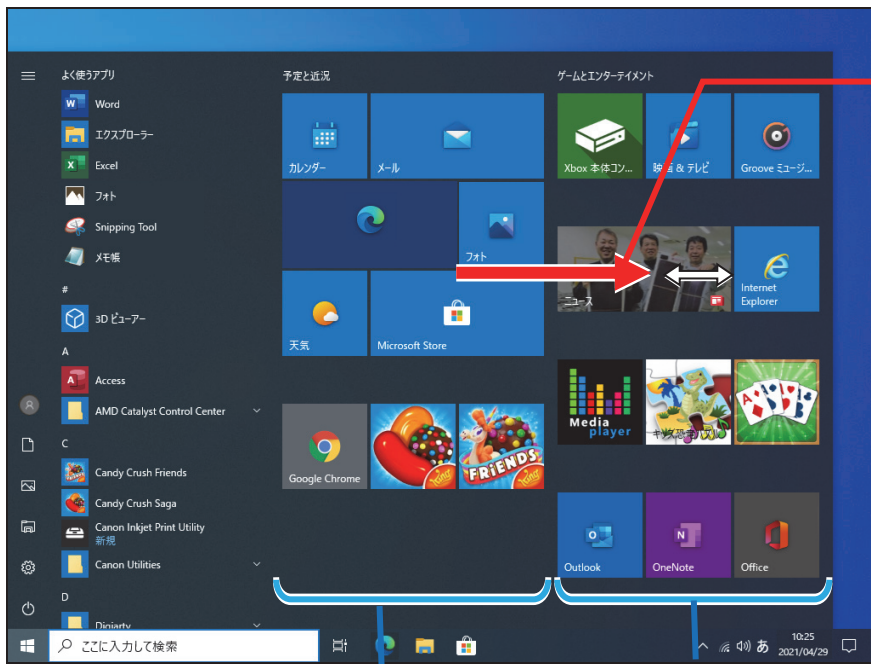 よく使うアプリ
Word
エクスプローラー
Excel
フォト
Snipping Tool
メモ帳
#
3D ビューアー
A
Access
AMD Catalyst Control Center
C
Candy Crush Friends
Candy Crush Saga
Canon Inkjet Print Utility
新規
Canon Utilities
D
Digiarty
予定と近況
カレンダー
メール
フォト
天気
Microsoft Store
Google Chrome
King
FRIENDS
King
ゲームとエンターテイメント
Xbox 本体コン...
映画 & テレビ
Groove ミュージ...
ニュース
Internet
Explorer
Media
player
Outlook
OneNote
Office
ここに入力して検索
あ
10:25
2021/04/29